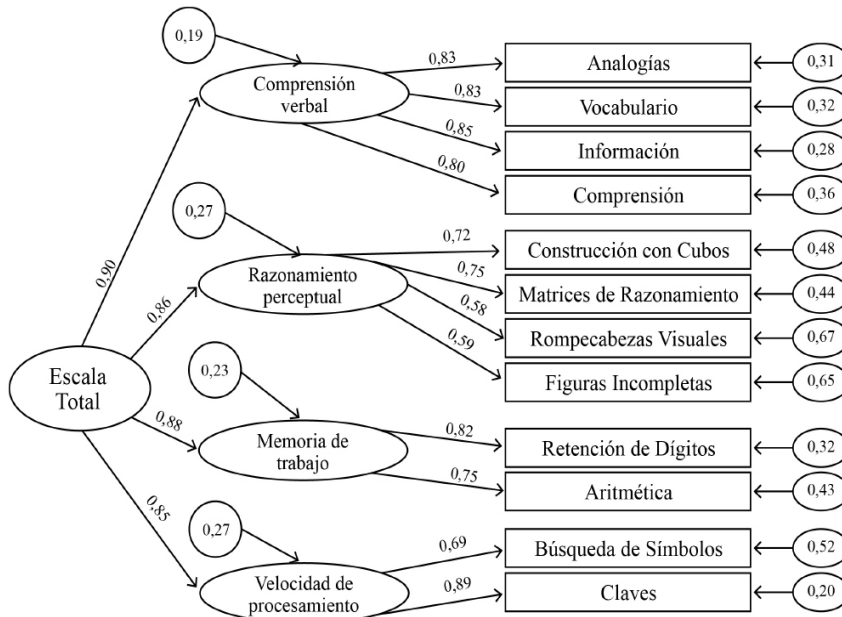 0,19
Comprensión
verbal
0,83
Analogías
0,31
0,83
Vocabulario
0,32
0,85
Información
0,28
0,80
Comprensión
0,36
0,90
0,27
Razonamiento
perceptual
0,72
Construcción con Cubos
0,48
0,75
Matrices de Razonamiento
0,44
0,58
Rompecabezas Visuales
0,67
0,59
Figuras Incompletas
0,65
0,86
Escala
Total
0,23
Memoria de
trabajo
0,82
Retención de Dígitos
0,32
0,75
Aritmética
0,43
0,88
0,85
0,27
Velocidad de
procesamiento
0,69
Búsqueda de Símbolos
0,52
0,89
Claves
0,20